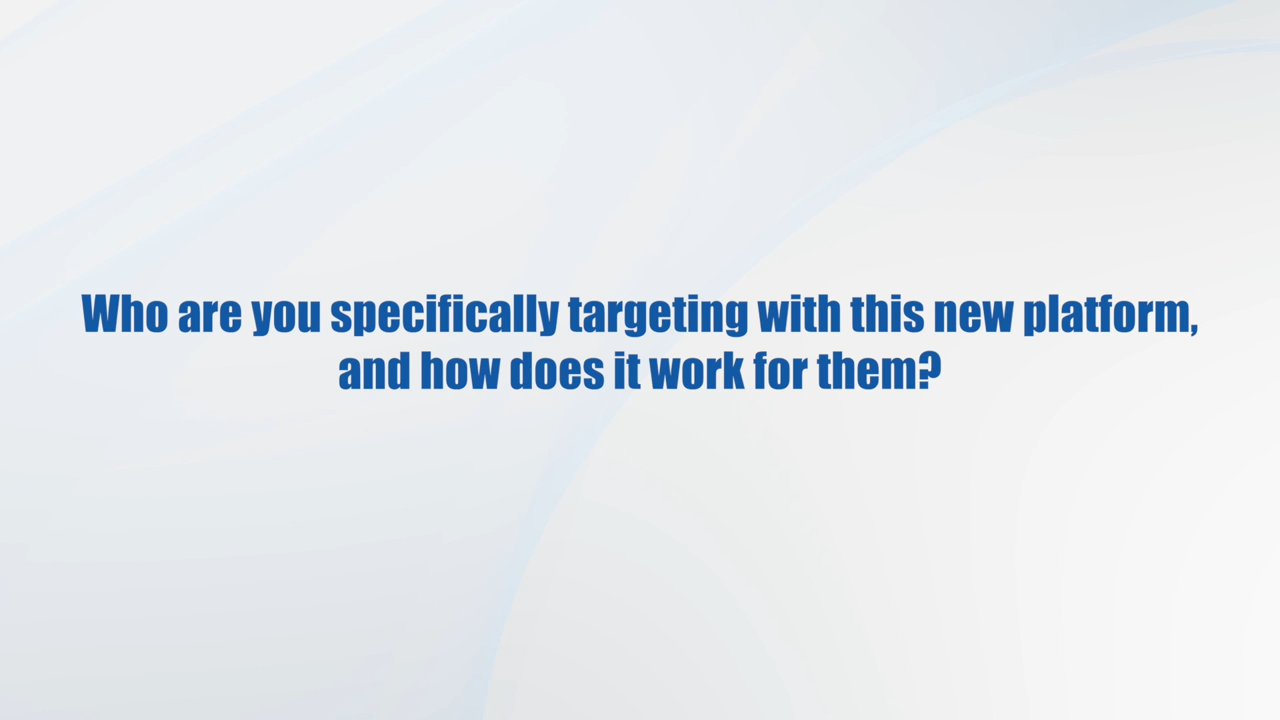 Who are you specifically targeting with this new platform,
and how does it work for them?